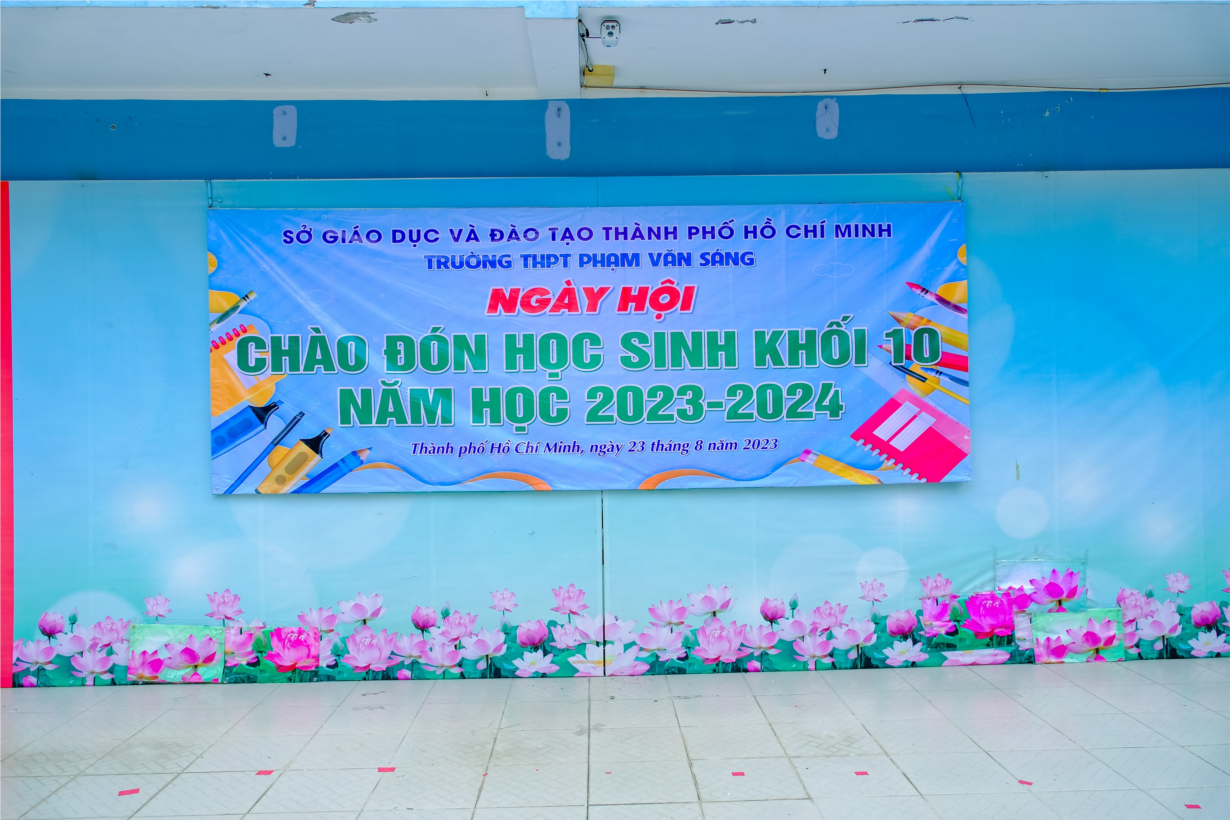 SỞ GIÁO DỤC VÀ ĐÀO TẠO THÀNH PHỐ HỒ CHÍ MINH
TRƯỜNG THPT PHẠM VĂN SÁNG
NGÀY HỘI
CHÀO ĐÓN HỌC SINH KHỐI 10
NĂM HỌC 2023-2024
Thành phố Hồ Chí Minh, ngày 23 tháng 8 năm 2023